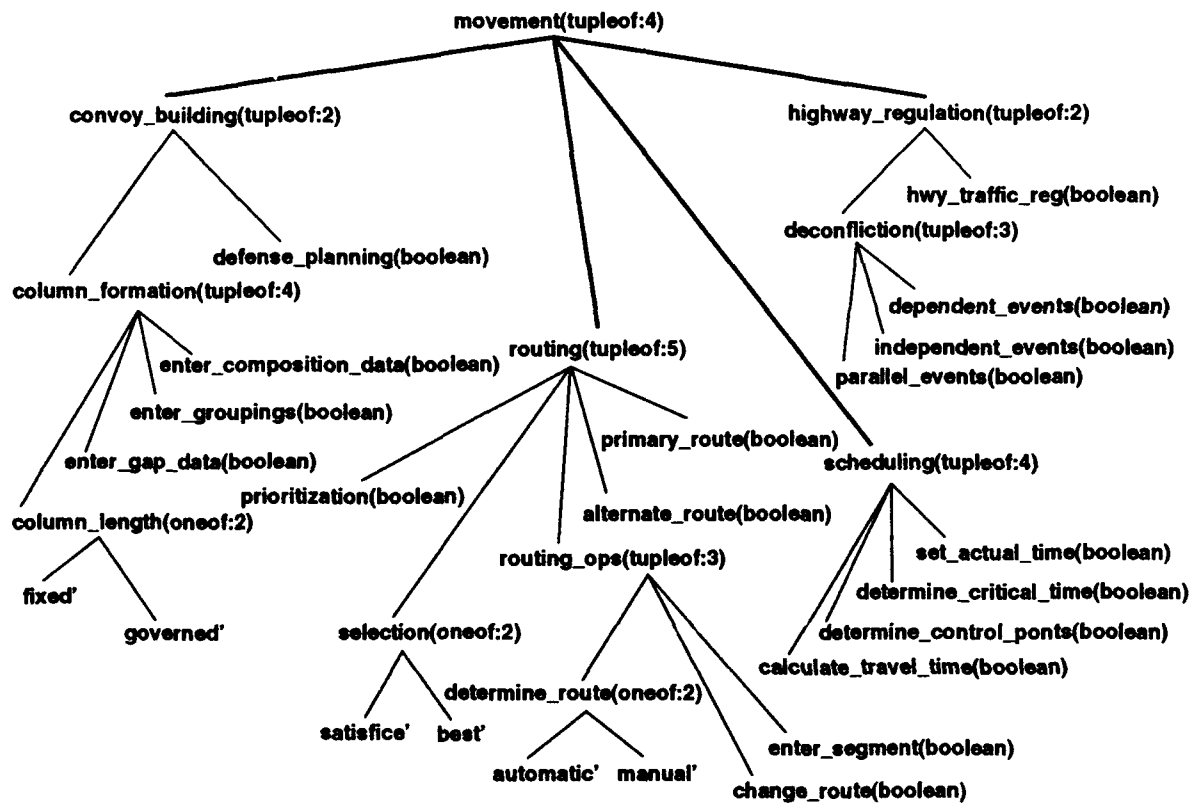 movement(tupleof:4)
convoy_building(tupleof:2)
highway_regulation(tupleof:2)
hwy_traffic_reg(boolean)
deconfliction(tupleof:3)
defense_planning(boolean)
column_formation(tupleof:4)
dependent_events(boolean)
independent_events(boolean)
parallel_events(boolean)
routing(tupleof:5)
enter_composition_data(boolean)
enter_groupings(boolean)
primary_route(boolean)
enter_gap_data(boolean)
scheduling(tupleof:4)
prioritization(boolean)
alternate_route(boolean)
column_length(oneof:2)
routing_ops(tupleof:3)
set_actual_time(boolean)
determine_critical_time(boolean)
fixed'
governed'
selection(oneof:2)
determine_control_ponts(boolean)
calculate_travel_time(boolean)
determine_route(oneof:2)
satisfice'
best'
enter_segment(boolean)
automatic'
manual'
change_route(boolean)